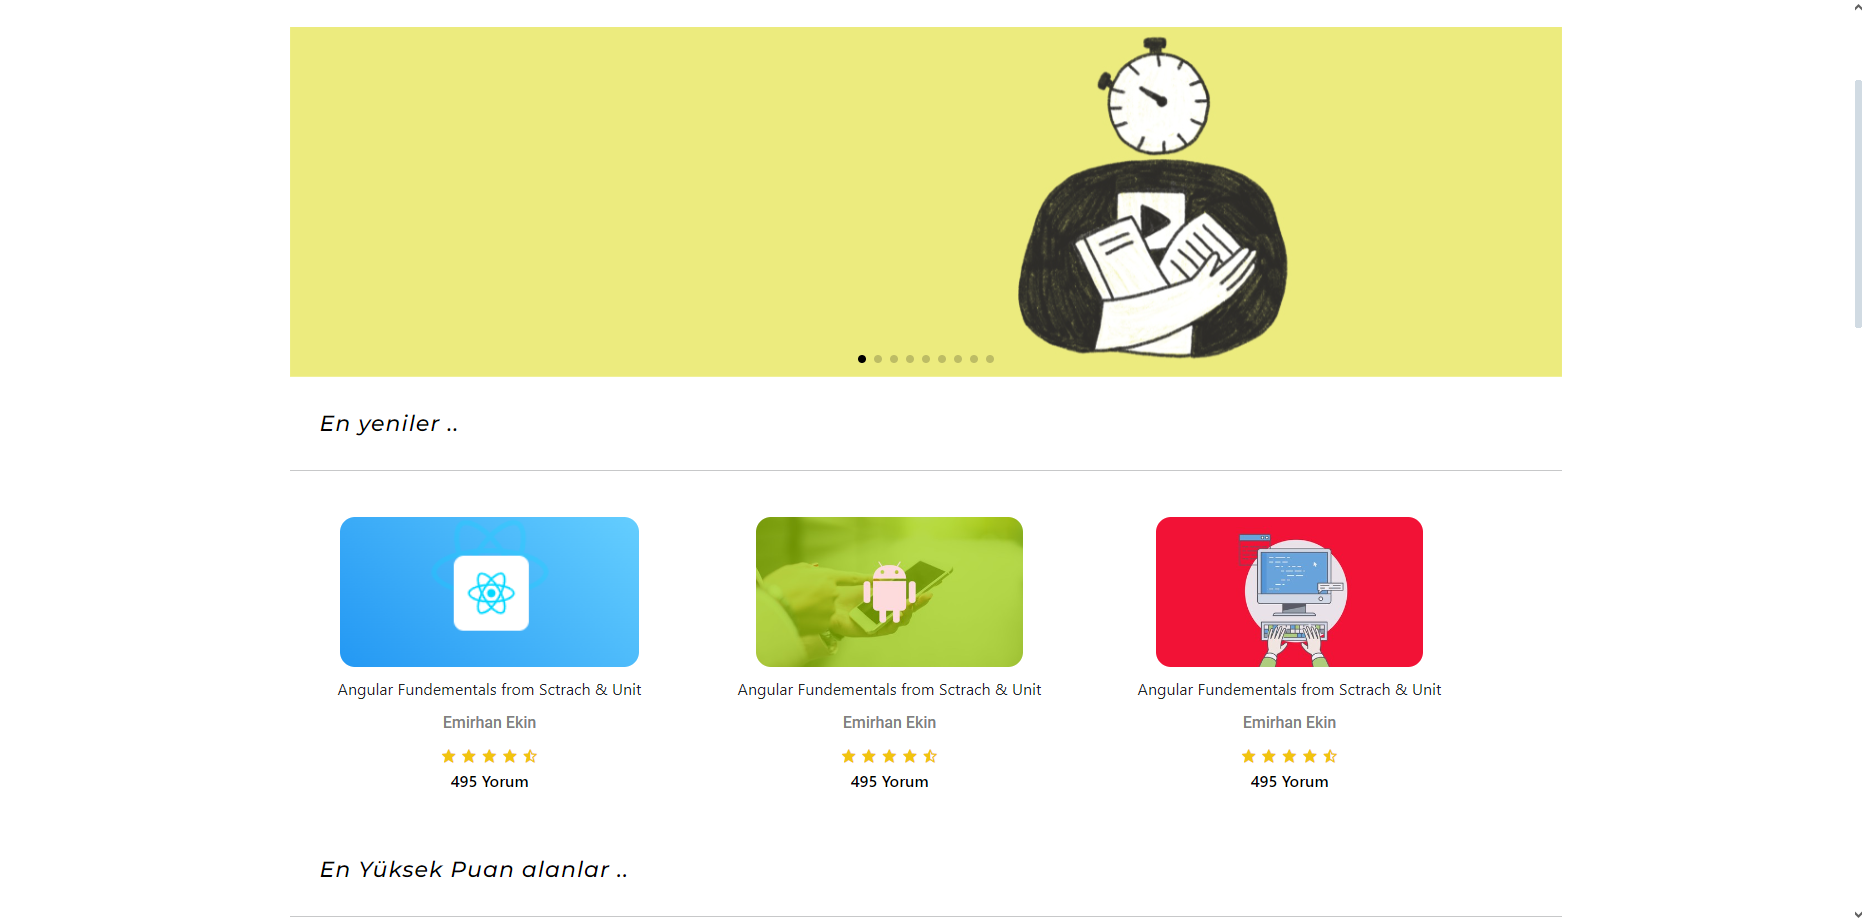 En yeniler ..
Angular Fundementals from Sctrach & Unit
Emirhan Ekin
495 Yorum
Angular Fundementals from Sctrach & Unit
Emirhan Ekin
495 Yorum
Angular Fundementals from Sctrach & Unit
Emirhan Ekin
495 Yorum
En Yüksek Puan alanlar ..